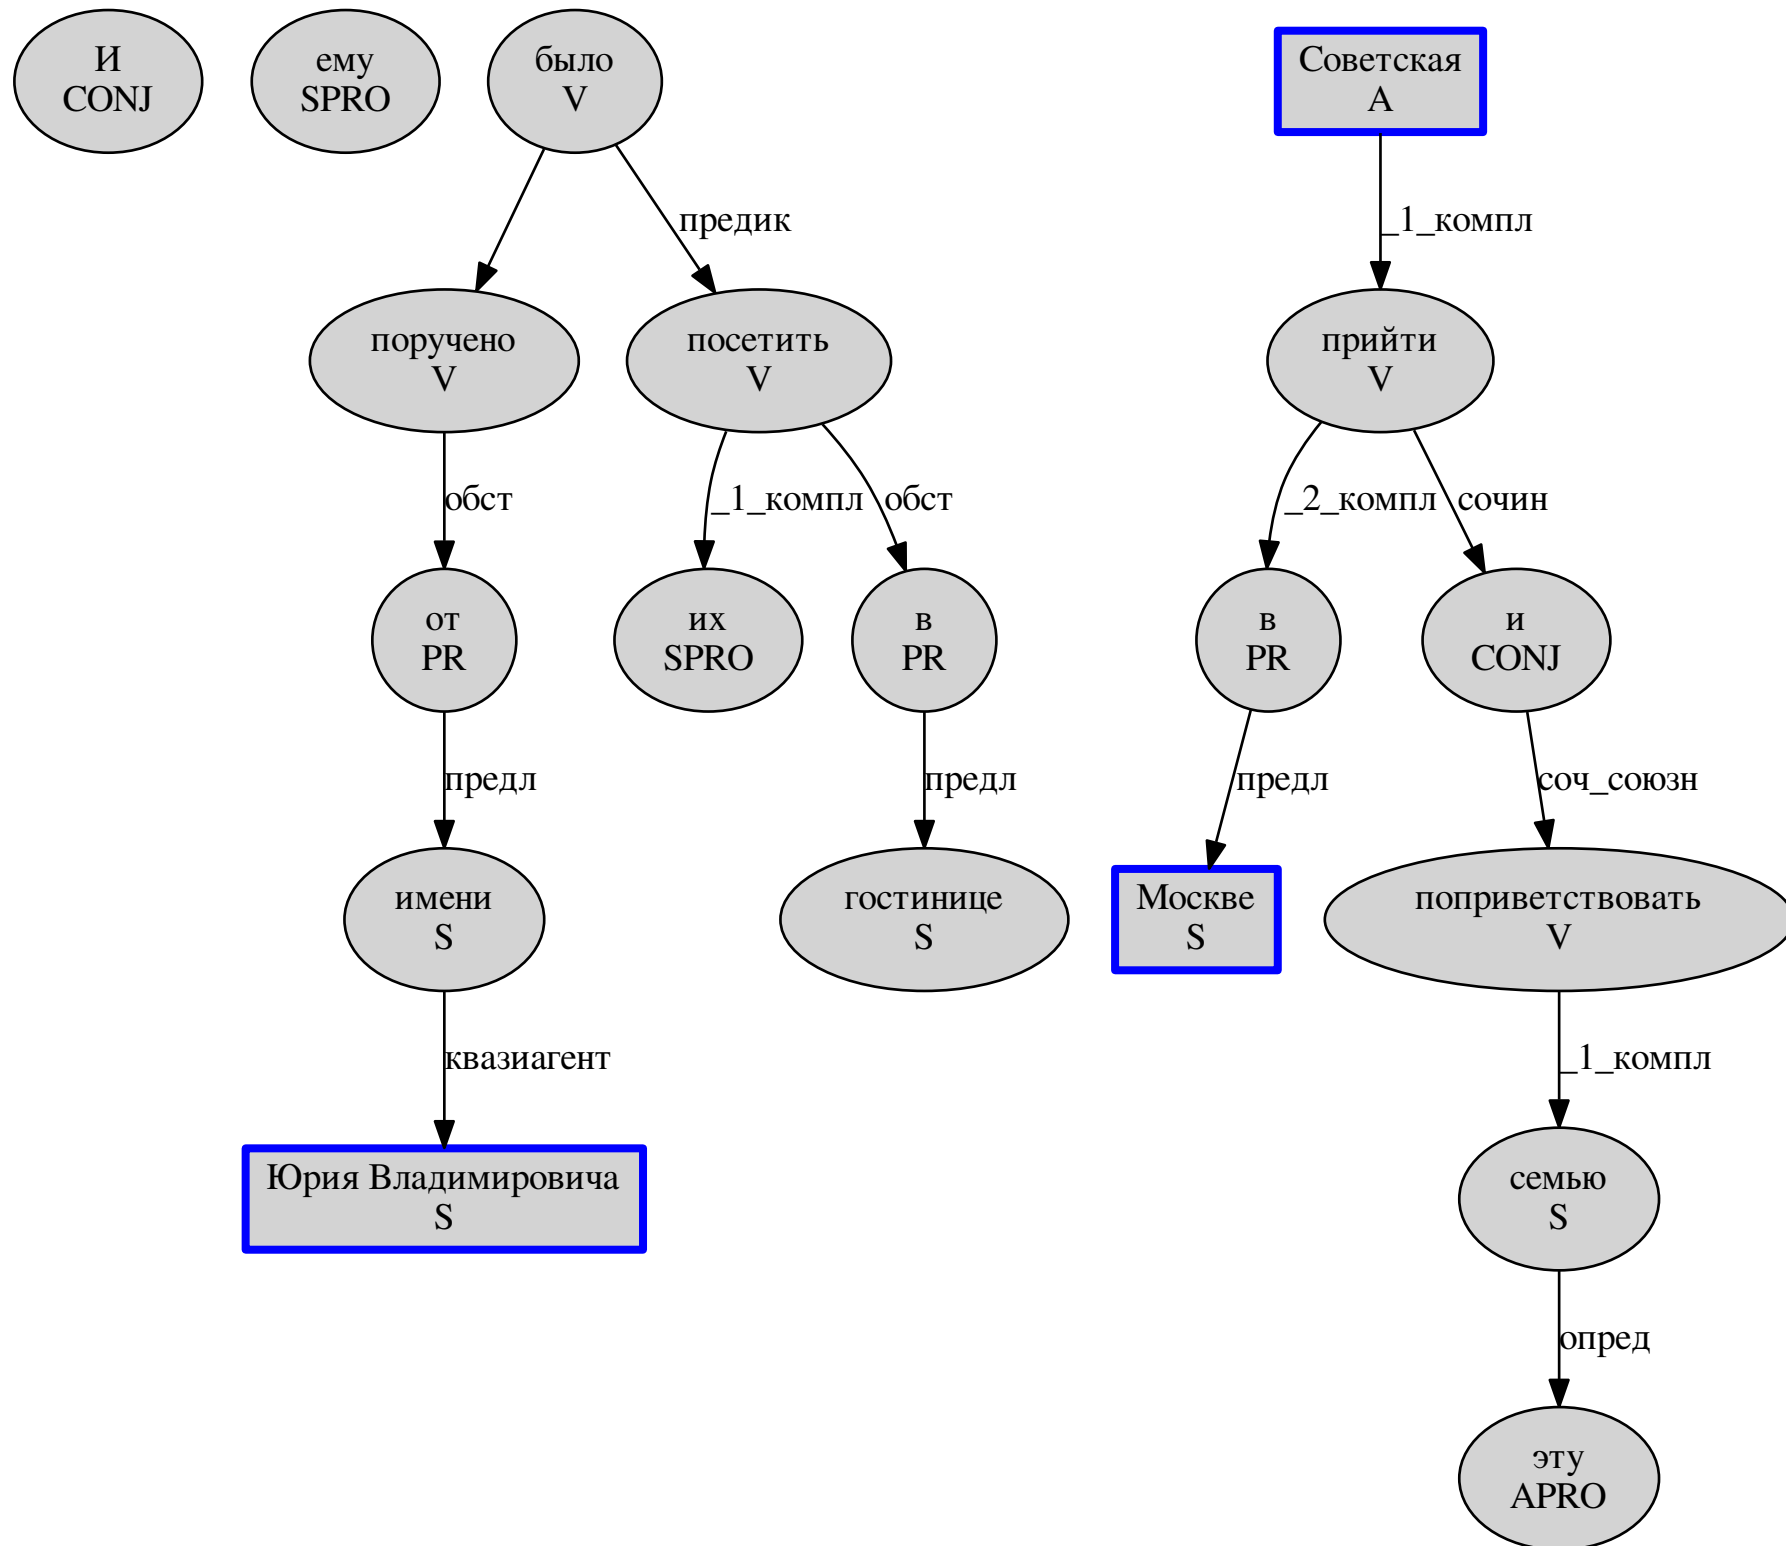 И
CONJ
ему
SPRO
было
V
Советская
A
предик
_1_компл
поручено
V
посетить
V
прийти
V
обст
_1_компл
обст
_2_компл
сочин
от
PR
их
SPRO
в
PR
в
PR
и
CONJ
предл
предл
предл
соч_союзн
имени
S
гостинице
S
Москве
S
поприветствовать
V
квазиагент
_1_компл
Юрия Владимировича
S
семью
S
опред
эту
APRO